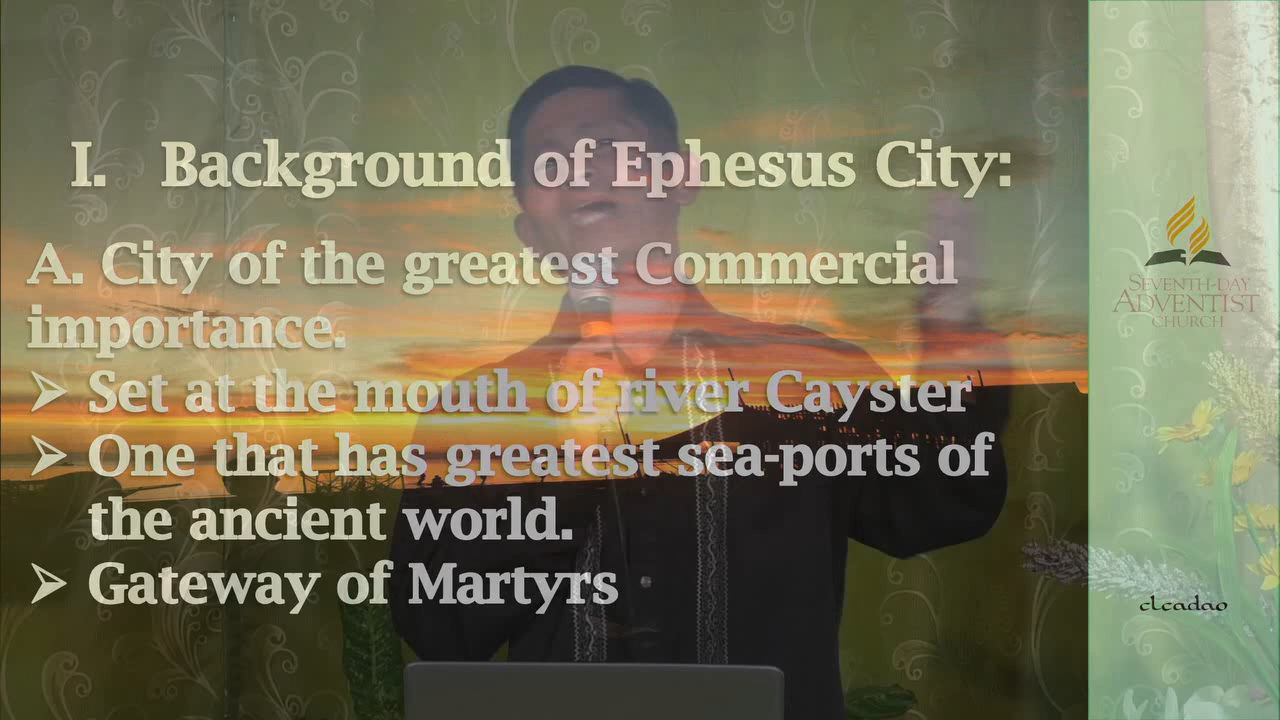 I. Background of Ephesus City:
A. City of the greatest Commercial
importance.
➢ Set at the mouth of river Cayster
➢ One that has greatest sea-ports of
the ancient world.
➢ Gateway of Martyrs
SEVENTH-DAY
ADVENTIST
CHURCH
clcadao